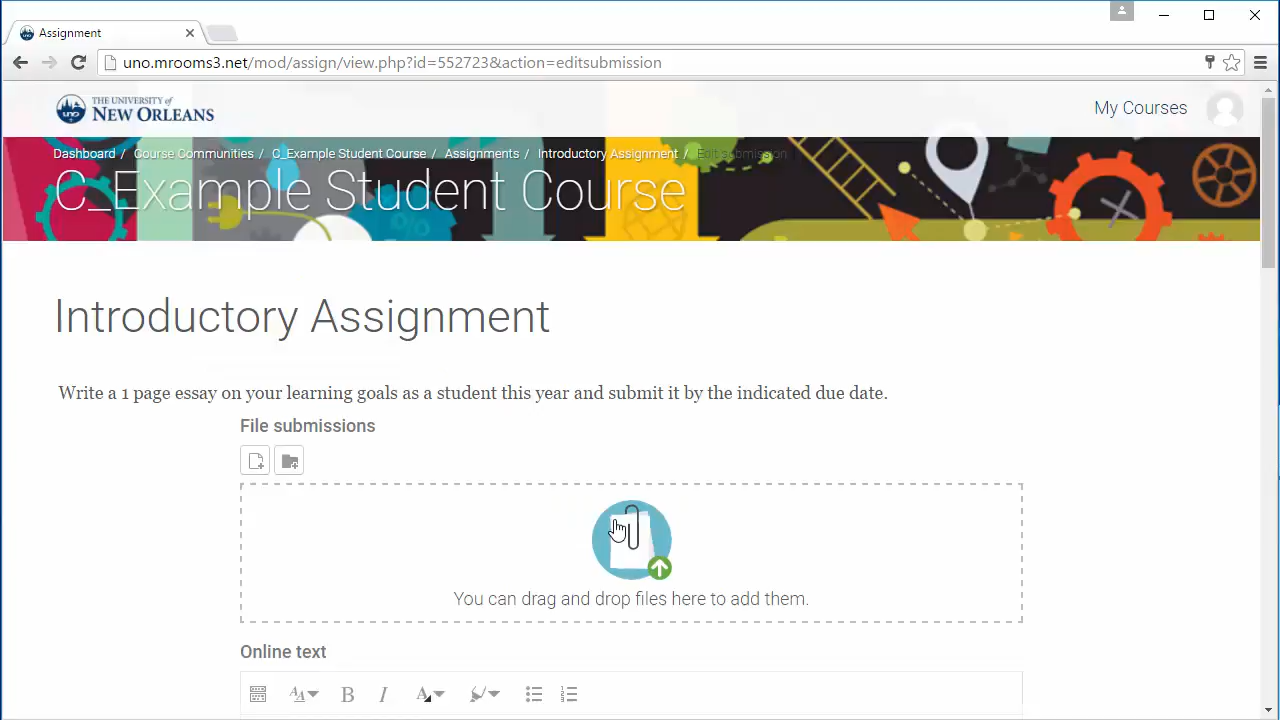 Assignment
uno.mrooms3.net/mod/assign/view.php?id=552723&action=editsubmission
THE UNIVERSITY of
NEW ORLEANS
uno
My Courses
Dashboard / Course Communities / C_Example Student Course / Assignments / Introductory Assignment / Edit submission
C_Example Student Course
Introductory Assignment
Write a 1 page essay on your learning goals as a student this year and submit it by the indicated due date.
File submissions
You can drag and drop files here to add them.
Online text